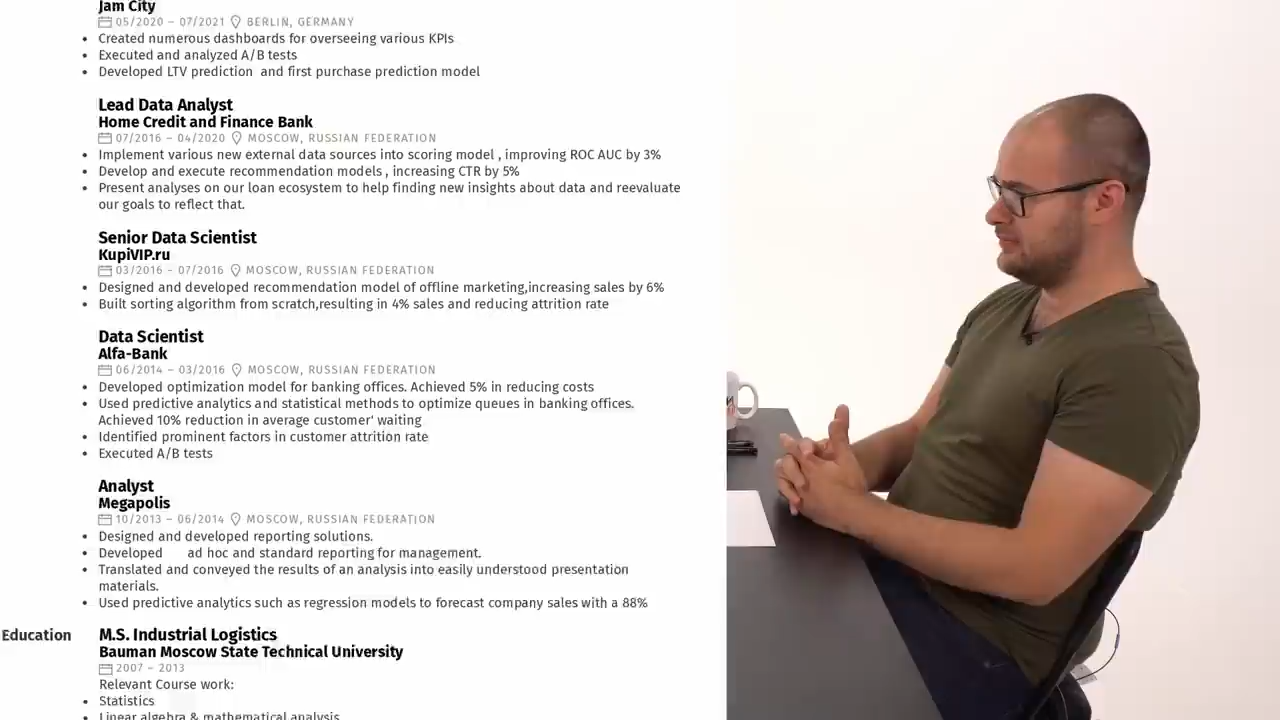 Jam City
05/2020 – 07/2021 BERLIN, GERMANY
• Created numerous dashboards for overseeing various KPIs
• Executed and analyzed A/B tests
• Developed LTV prediction and first purchase prediction model
Lead Data Analyst
Home Credit and Finance Bank
07/2016 – 04/2020 MOSCOW, RUSSIAN FEDERATION
• Implement various new external data sources into scoring model , improving ROC AUC by 3%
• Develop and execute recommendation models , increasing CTR by 5%
• Present analyses on our loan ecosystem to help finding new insights about data and reevaluate
our goals to reflect that.
Senior Data Scientist
KupiVIP.ru
03/2016 – 07/2016 MOSCOW, RUSSIAN FEDERATION
• Designed and developed recommendation model of offline marketing,increasing sales by 6%
• Built sorting algorithm from scratch,resulting in 4% sales and reducing attrition rate
Data Scientist
Alfa-Bank
06/2014 – 03/2016 MOSCOW, RUSSIAN FEDERATION
• Developed optimization model for banking offices. Achieved 5% in reducing costs
• Used predictive analytics and statistical methods to optimize queues in banking offices.
Achieved 10% reduction in average customer' waiting
• Identified prominent factors in customer attrition rate
• Executed A/B tests
Analyst
Megapolis
10/2013 – 06/2014 MOSCOW, RUSSIAN FEDERATION
• Designed and developed reporting solutions.
• Developed ad hoc and standard reporting for management.
• Translated and conveyed the results of an analysis into easily understood presentation
materials.
• Used predictive analytics such as regression models to forecast company sales with a 88%
Education
M.S. Industrial Logistics
Bauman Moscow State Technical University
2007 – 2013
Relevant Course work:
• Statistics
• Linear algebra & mathematical analysis